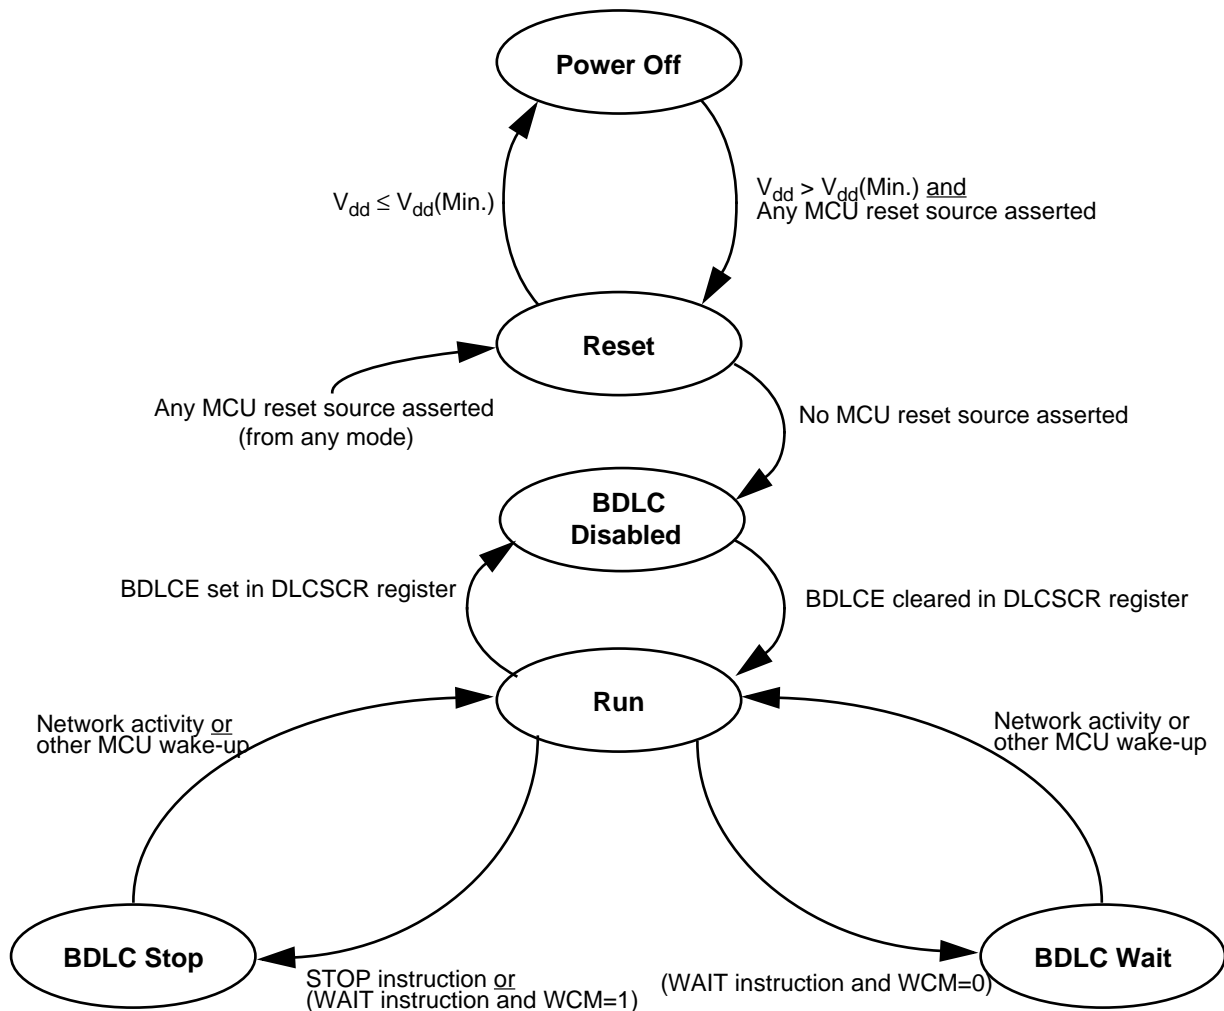 Power Off
V_dd ≤ V_dd(Min.)
V_dd > V_dd(Min.) and
Any MCU reset source asserted
Reset
Any MCU reset source asserted
(from any mode)
No MCU reset source asserted
BDLC
Disabled
BDLCE set in DLCSCR register
BDLCE cleared in DLCSCR register
Run
Network activity or
other MCU wake-up
Network activity or
other MCU wake-up
BDLC Stop
STOP instruction or
(WAIT instruction and WCM=1)
(WAIT instruction and WCM=0)
BDLC Wait